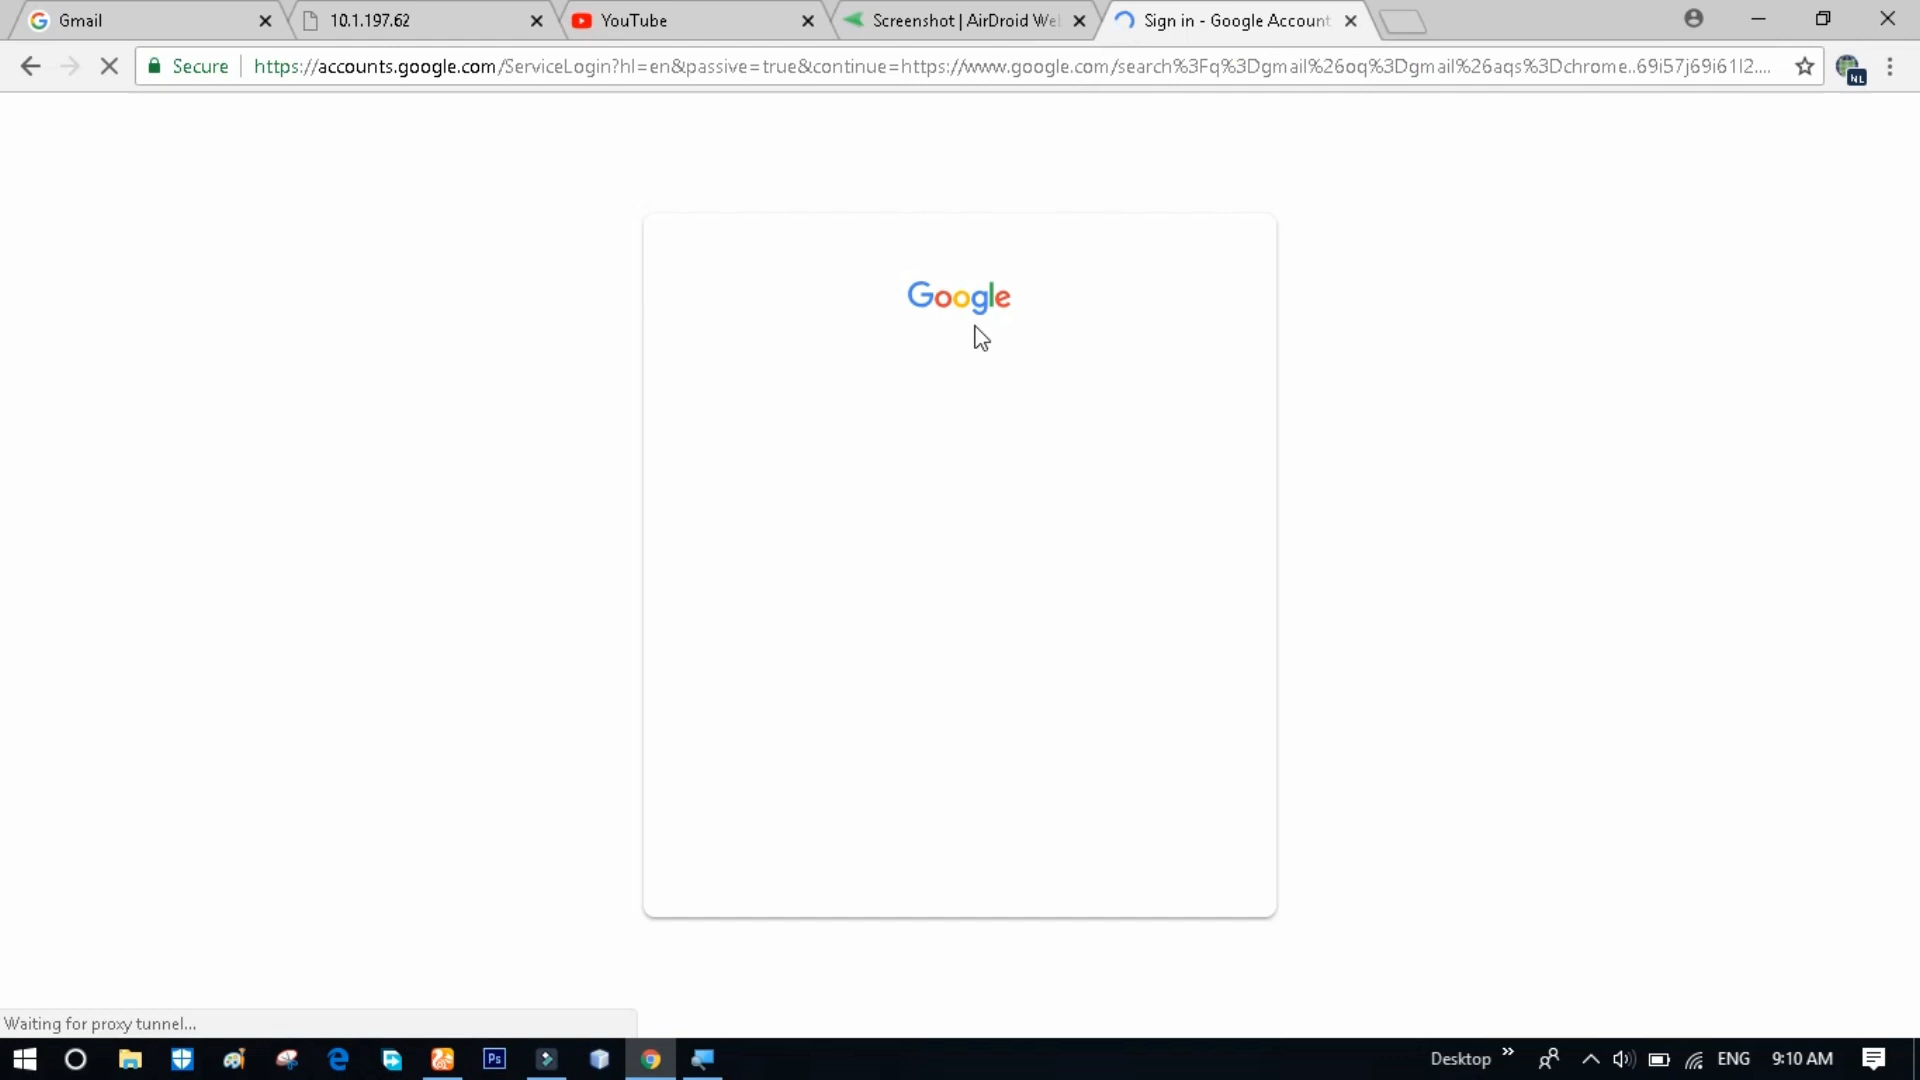 Gmail
10.1.197.62
YouTube
Screenshot | AirDroid We
Sign in - Google Account
Secure
https://accounts.google.com/ServiceLogin?hl=en&passive=true&continue=https://www.google.com/search%3Fq%3Dgmail%26oq%3Dgmail%26aqs%3Dchrome..69i57j69i61l2....
NL
Google
Waiting for proxy tunnel...
Ps
Desktop
ENG
9:10 AM